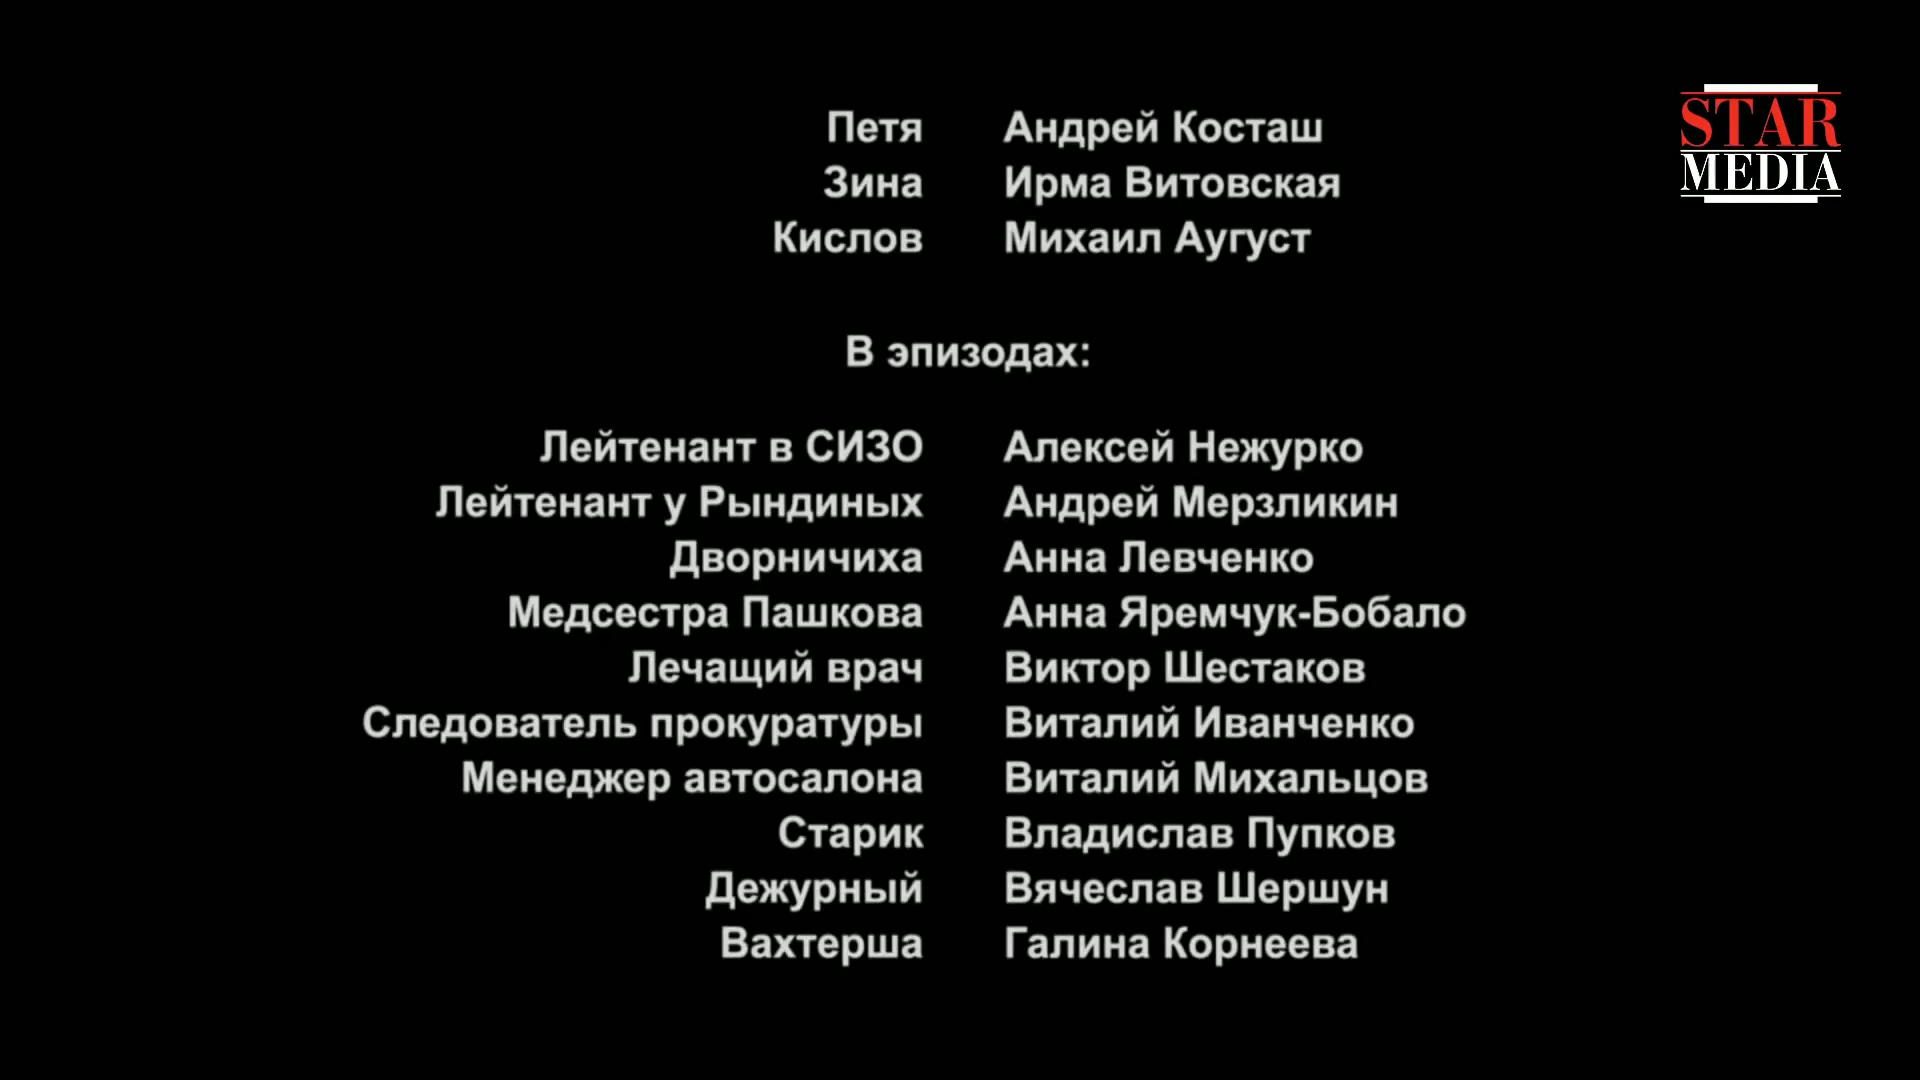 STAR
MEDIA
Петя Андрей Косташ
Зина Ирма Витовская
Кислов Михаил Аугуст
В эпизодах:
Лейтенант в СИЗО Алексей Нежурко
Лейтенант у Рындиных Андрей Мерзликин
Дворничиха Анна Левченко
Медсестра Пашкова Анна Яремчук-Бобало
Лечащий врач Виктор Шестаков
Следователь прокуратуры Виталий Иванченко
Менеджер автосалона Виталий Михальцов
Старик Владислав Пупков
Дежурный Вячеслав Шершун
Вахтерша Галина Корнеева